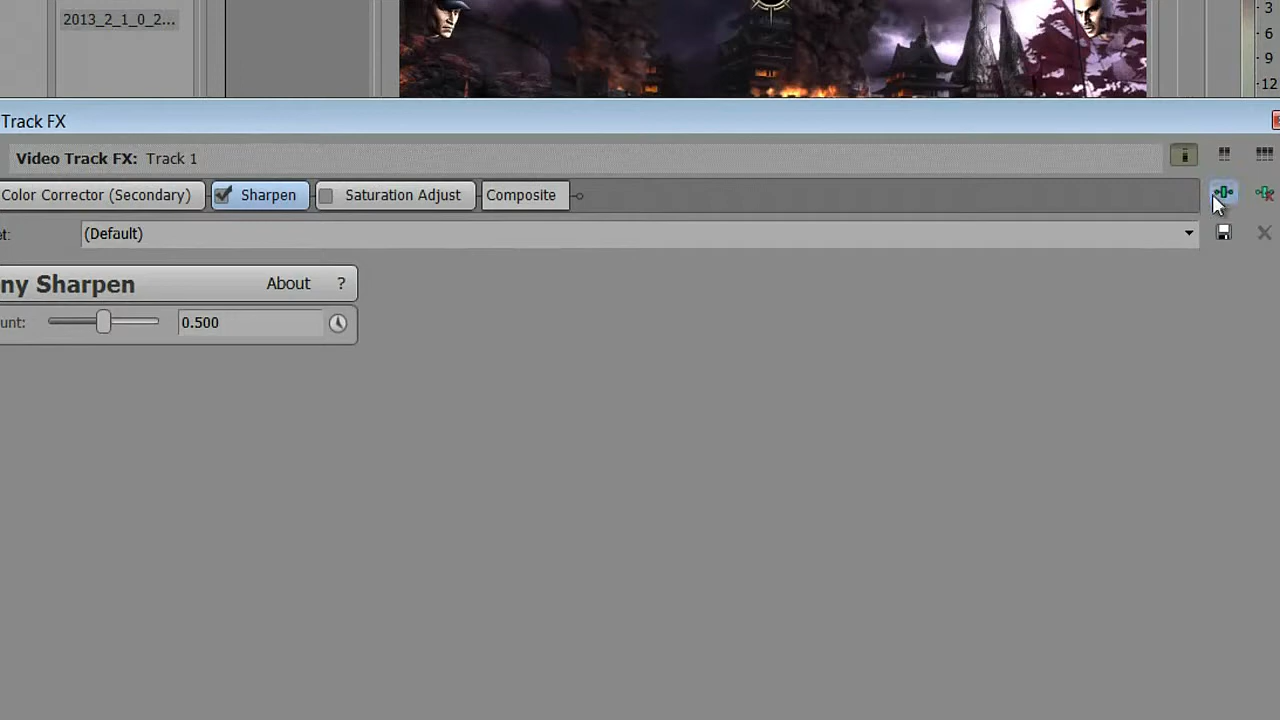 2013_2_1_0_2...
3
6
9
12
Track FX
Video Track FX: Track 1
Color Corrector (Secondary) Sharpen Saturation Adjust Composite
et: (Default)
ny Sharpen About ?
unt: 0.500